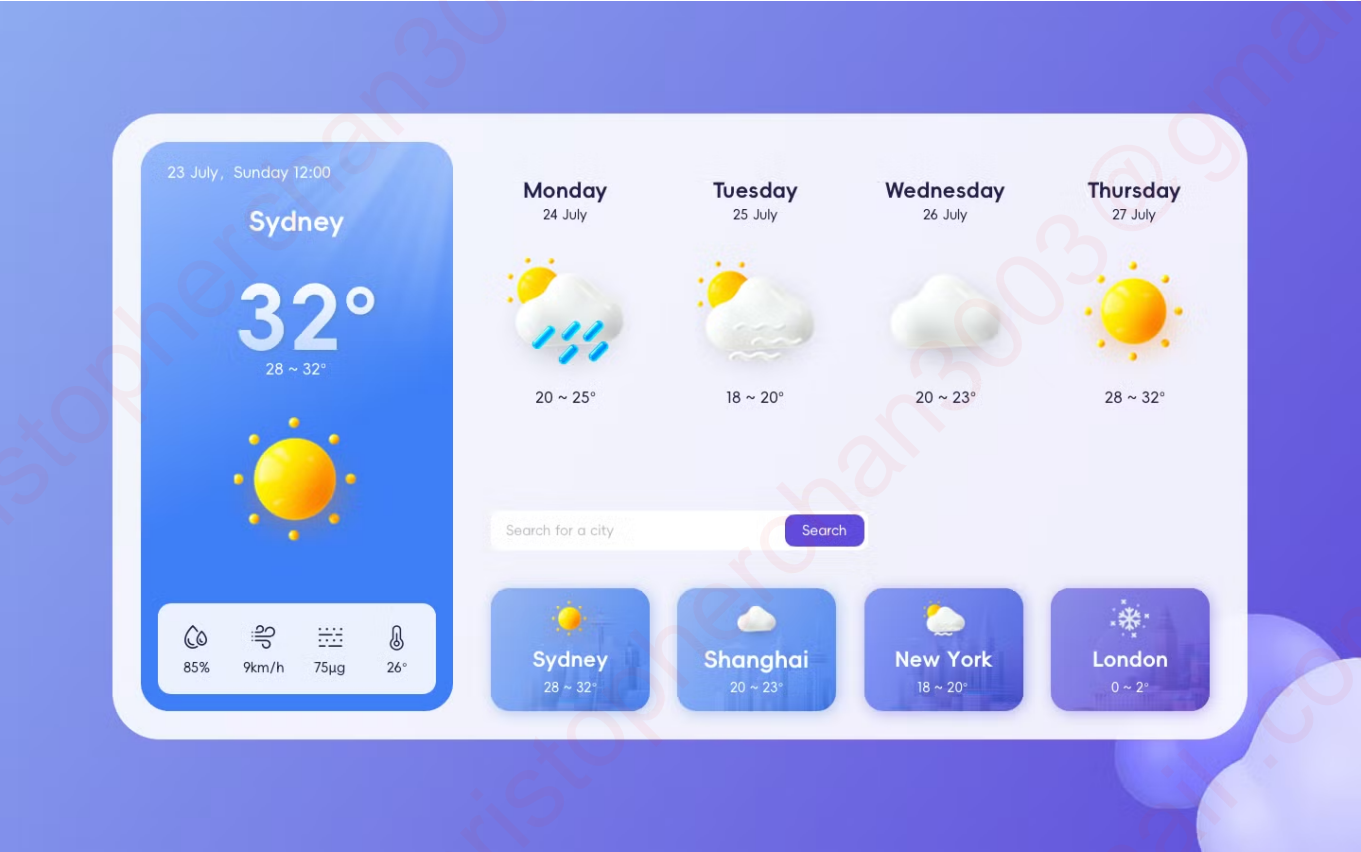 23 July, Sunday 12:00
Sydney
32°
28 ~ 32°
85% 9km/h 75µg 26°
Monday Tuesday Wednesday Thursday
24 July 25 July 26 July 27 July
20 ~ 25° 18 ~ 20° 20 ~ 23° 28 ~ 32°
Search for a city Search
Sydney Shanghai New York London
28 ~ 32° 20 ~ 23° 18 ~ 20° 0 ~ 2°